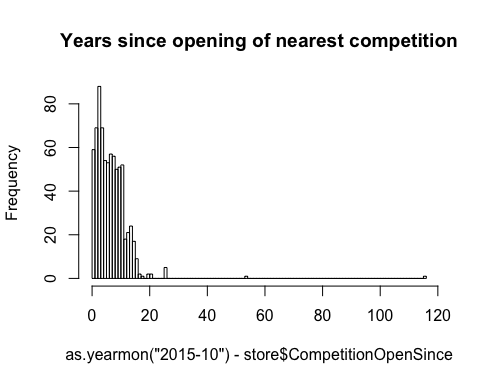 Years since opening of nearest competition
Frequency
80
60
40
20
0
0 20 40 60 80 100 120
as.yearmon("2015-10") - store$CompetitionOpenSince